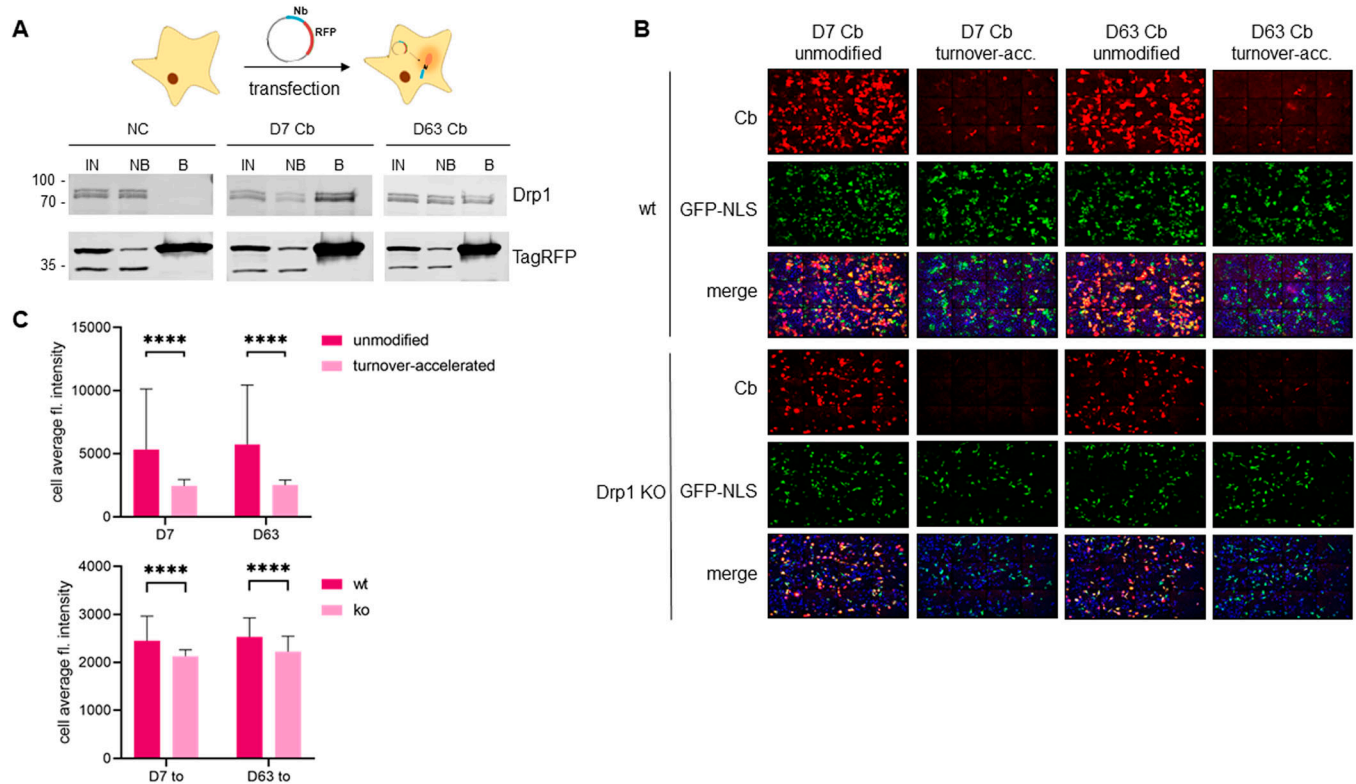 A
Nb
RFP
transfection
NC
D7 Cb
D63 Cb
IN NB B IN NB B IN NB B
100 -
70 -
Drp1
35 -
TagRFP
B
D7 Cb unmodified
D7 Cb turnover-acc.
D63 Cb unmodified
D63 Cb turnover-acc.
wt
Cb
GFP-NLS
merge
Drp1 KO
Cb
GFP-NLS
merge
C
cell average fl. intensity
15000
10000
5000
0
****
****
unmodified
turnover-accelerated
D7
D63
cell average fl. intensity
4000
3000
2000
1000
0
****
****
wt
ko
D7 to
D63 to